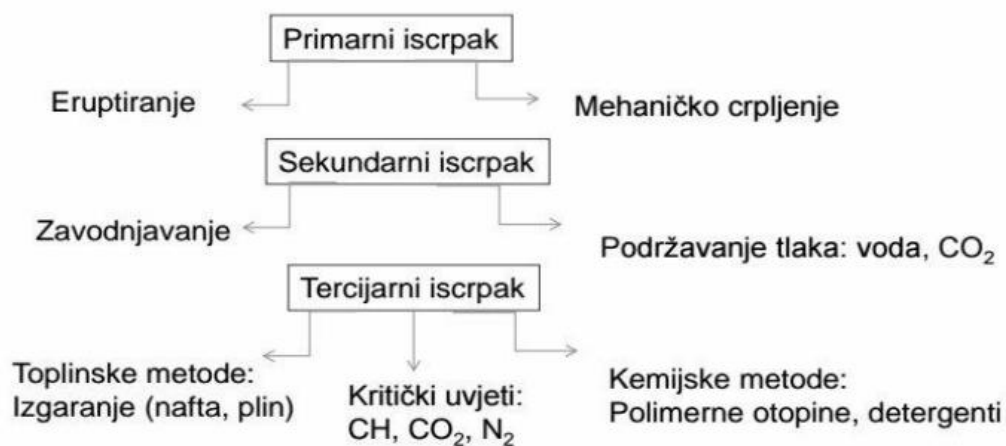 Primarni iscrpak
Eruptiranje
Mehaničko crpljenje
Sekundarni iscrpak
Zavodnjavanje
Podržavanje tlaka: voda, CO₂
Tercijarni iscrpak
Toplinske metode:
Izgaranje (nafta, plin)
Kritički uvjeti:
CH, CO₂, N₂
Kemijske metode:
Polimerne otopine, detergenti